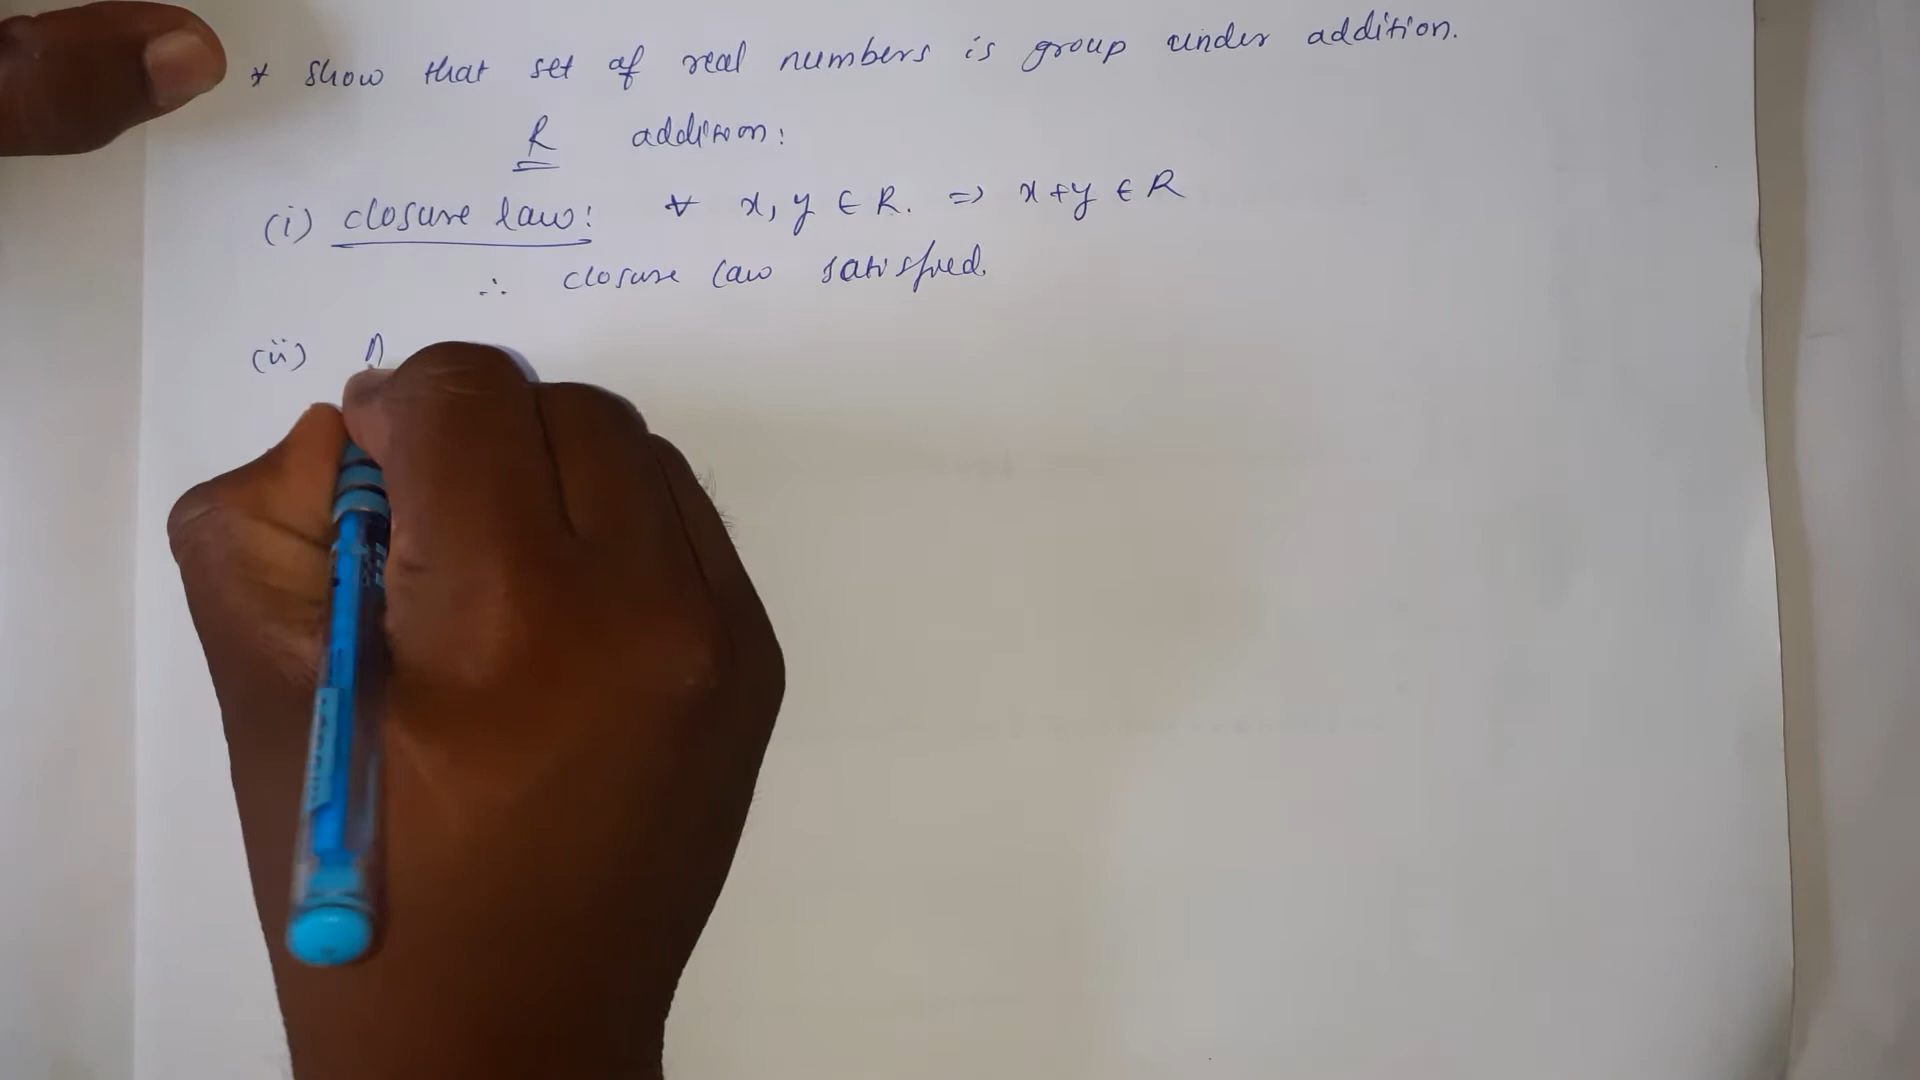 * show that set of real numbers is group under addition.
R addition:
(i) closure law: ∀ x, y ∈ R. => x+y ∈ R
∴ closure law satisfied.
(ii) A